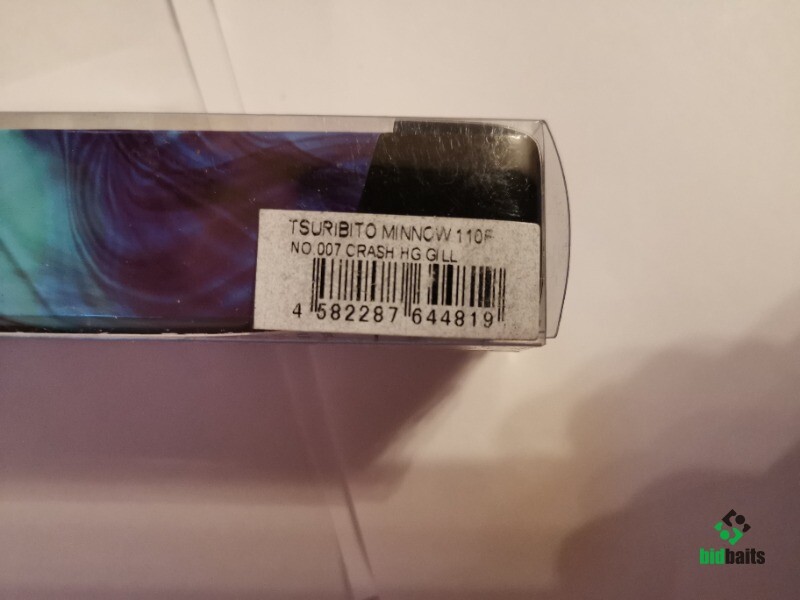 TSURIBITO MINNOW 110F
NO.007 CRASH HG GILL
4 582287 644819
bidbaits